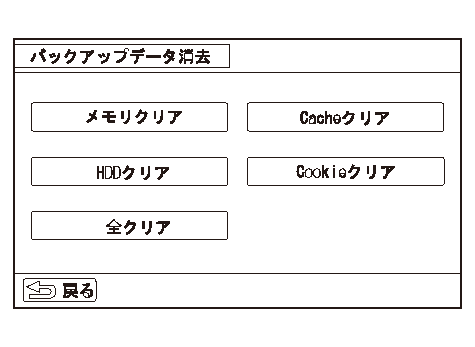 バックアップデータ消去
メモリクリア
Cacheクリア
HDDクリア
Cookieクリア
全クリア
戻る